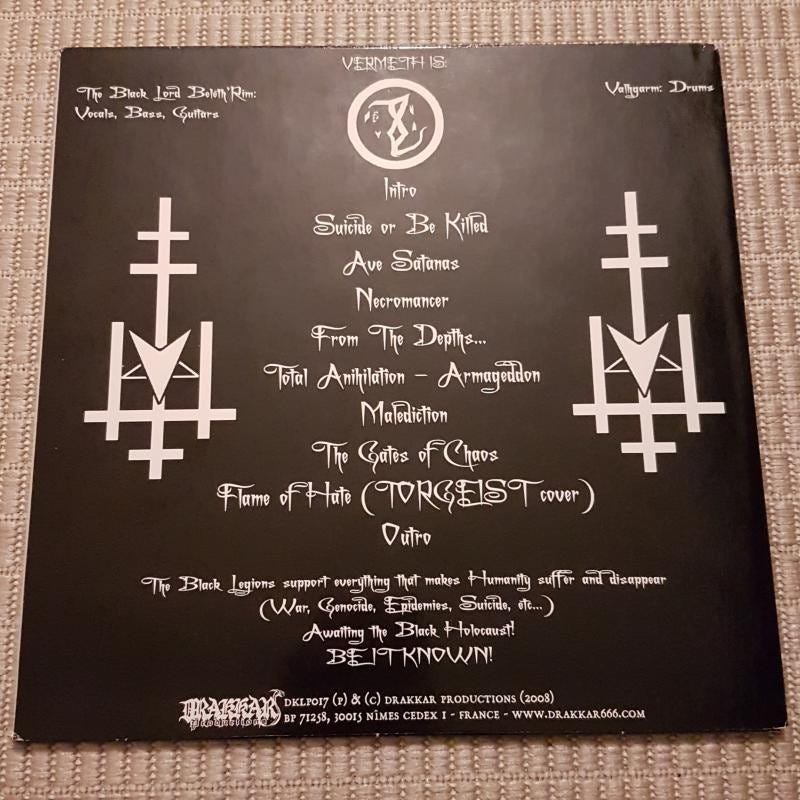 VERMETH IS:
The Black Lord Beleth'Rim:
Vocals, Bass, Guitars
Valhgarm: Drums
Intro
Suicide or Be Killed
Ave Satanas
Necromancer
From The Depths...
Total Anihilation - Armageddon
Malediction
The Gates of Chaos
Flame of Hate (TORGEIST cover)
Outro
The Black Legions support everything that makes Humanity suffer and disappear
(War, Genocide, Epidemies, Suicide, etc...)
Awaiting the Black Holocaust!
BE IT KNOWN!
DRAKKAR productions
DKLP017 (P) & (C) DRAKKAR PRODUCTIONS (2008)
BP 71258, 30015 NÎMES CEDEX 1 - FRANCE - WWW.DRAKKAR666.COM